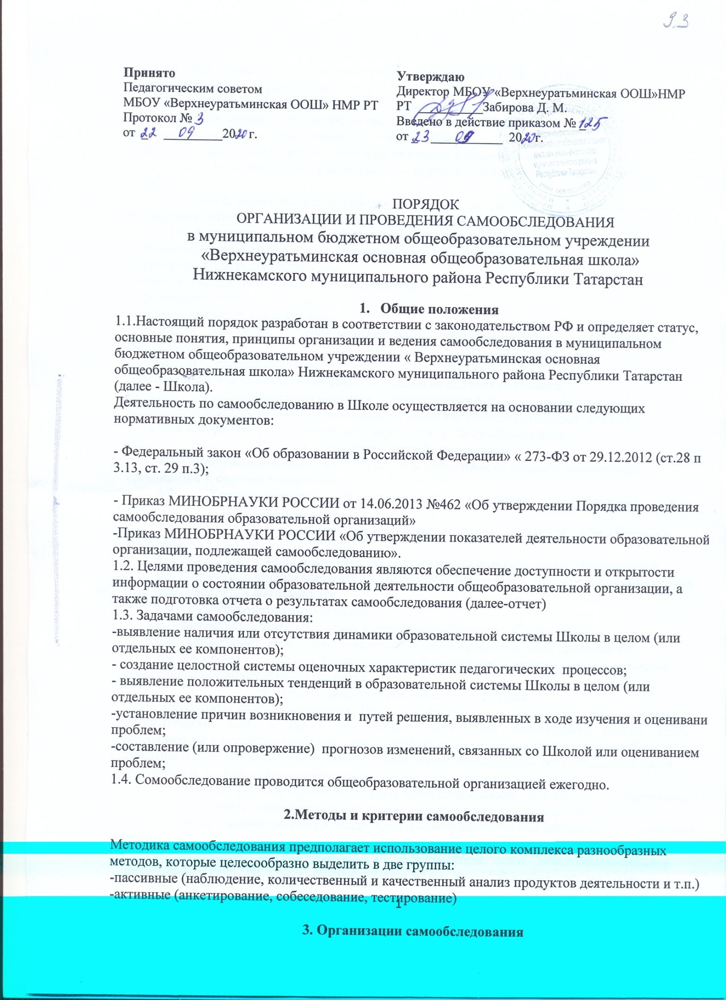 9.3
Принято
Педагогическим советом
МБОУ «Верхнеуратьминская ООШ» НМР РТ
Протокол № 3
от 22 09 2020 г.
Утверждаю
Директор МБОУ «Верхнеуратьминская ООШ»НМР
РТ __________Забирова Д. М.
Введено в действие приказом № 125
от 23 09 2020г.
Верхнеуратьминская
основная общеобразовательная
школа» Нижнекамского
муниципального района
Республики Татарстан
ПОРЯДОК
ОРГАНИЗАЦИИ И ПРОВЕДЕНИЯ САМООБСЛЕДОВАНИЯ
в муниципальном бюджетном общеобразовательном учреждении
«Верхнеуратьминская основная общеобразовательная школа»
Нижнекамского муниципального района Республики Татарстан
1. Общие положения
1.1.Настоящий порядок разработан в соответствии с законодательством РФ и определяет статус,
основные понятия, принципы организации и ведения самообследования в муниципальном
бюджетном общеобразовательном учреждении « Верхнеуратьминская основная
общеобразовательная школа» Нижнекамского муниципального района Республики Татарстан
(далее - Школа).
Деятельность по самообследованию в Школе осуществляется на основании следующих
нормативных документов:
- Федеральный закон «Об образовании в Российской Федерации» « 273-ФЗ от 29.12.2012 (ст.28 п
3.13, ст. 29 п.3);
- Приказ МИНОБРНАУКИ РОССИИ от 14.06.2013 №462 «Об утверждении Порядка проведения
самообследования образовательной организаций»
-Приказ МИНОБРНАУКИ РОССИИ «Об утверждении показателей деятельности образовательной
организации, подлежащей самообследованию».
1.2. Целями проведения самообследования являются обеспечение доступности и открытости
информации о состоянии образовательной деятельности общеобразовательной организации, а
также подготовка отчета о результатах самообследования (далее-отчет)
1.3. Задачами самообследования:
-выявление наличия или отсутствия динамики образовательной системы Школы в целом (или
отдельных ее компонентов);
- создание целостной системы оценочных характеристик педагогических процессов;
- выявление положительных тенденций в образовательной системы Школы в целом (или
отдельных ее компонентов);
-установление причин возникновения и путей решения, выявленных в ходе изучения и оценивани
проблем;
-составление (или опровержение) прогнозов изменений, связанных со Школой или оцениванием
проблем;
1.4. Сомообследование проводится общеобразовательной организацией ежегодно.
2.Методы и критерии самообследования
Методика самообследования предполагает использование целого комплекса разнообразных
методов, которые целесообразно выделить в две группы:
-пассивные (наблюдение, количественный и качественный анализ продуктов деятельности и т.п.)
-активные (анкетирование, собеседование, тестирование)
1
3. Организации самообследования